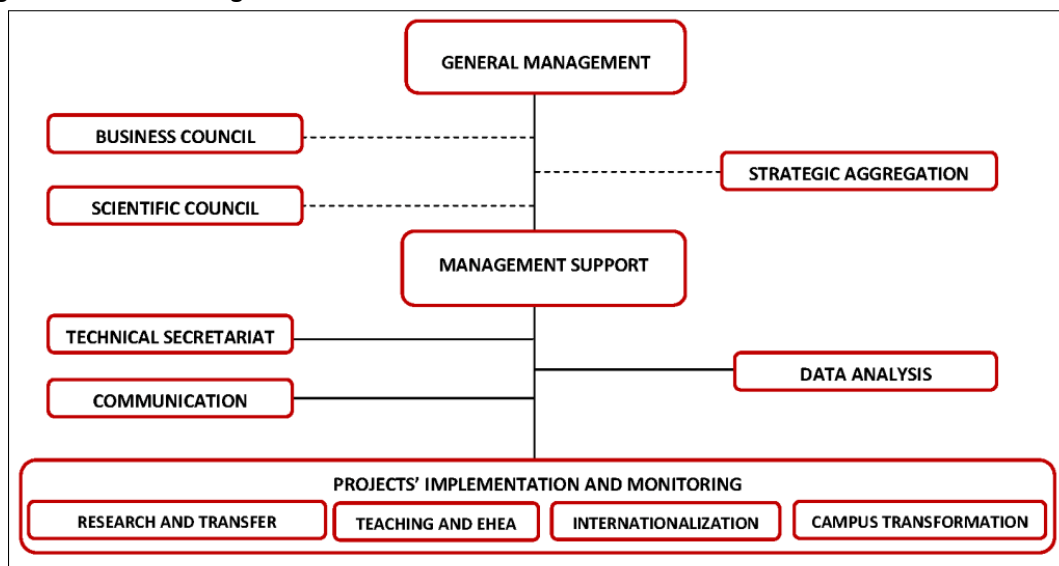 GENERAL MANAGEMENT
BUSINESS COUNCIL
STRATEGIC AGGREGATION
SCIENTIFIC COUNCIL
MANAGEMENT SUPPORT
TECHNICAL SECRETARIAT
DATA ANALYSIS
COMMUNICATION
PROJECTS’ IMPLEMENTATION AND MONITORING
RESEARCH AND TRANSFER
TEACHING AND EHEA
INTERNATIONALIZATION
CAMPUS TRANSFORMATION